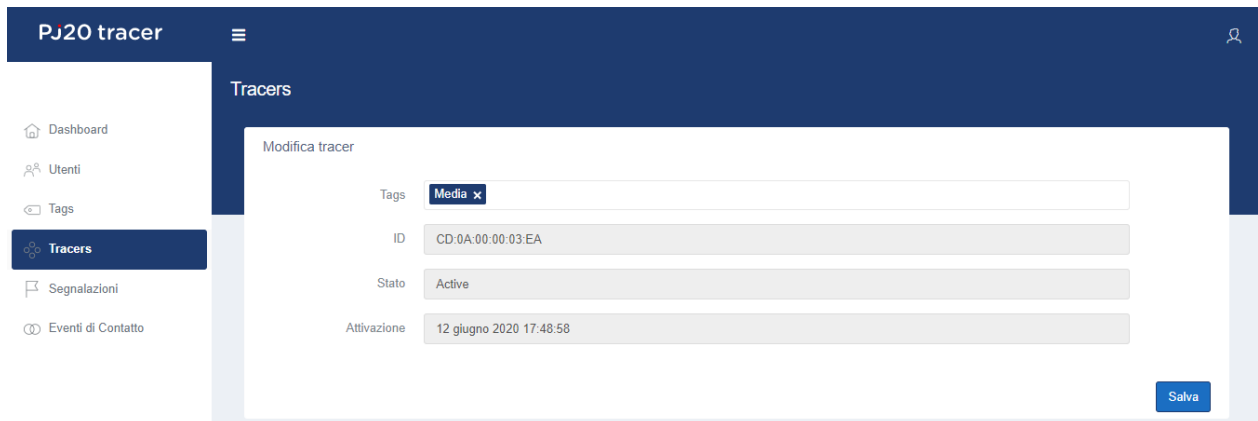 PJ20 tracer
Tracers
Dashboard
Utenti
Tags
Tracers
Segnalazioni
Eventi di Contatto
Modifica tracer
Tags Media x
ID CD:0A:00:00:03:EA
Stato Active
Attivazione 12 giugno 2020 17:48:58
Salva